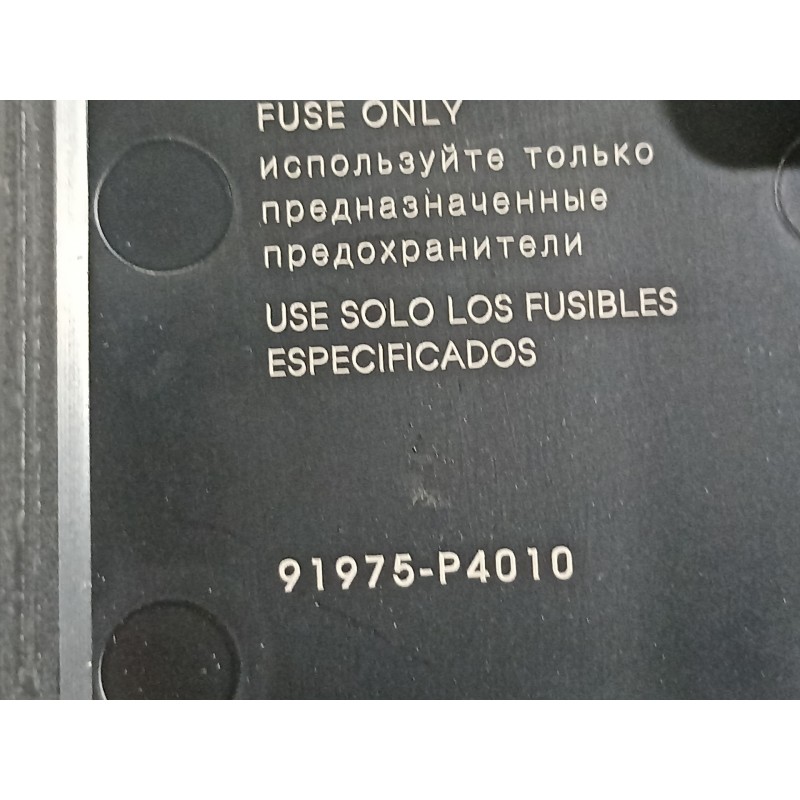 FUSE ONLY
используйте только
предназначенные
предохранители
USE SOLO LOS FUSIBLES
ESPECIFICADOS
91975-P4010